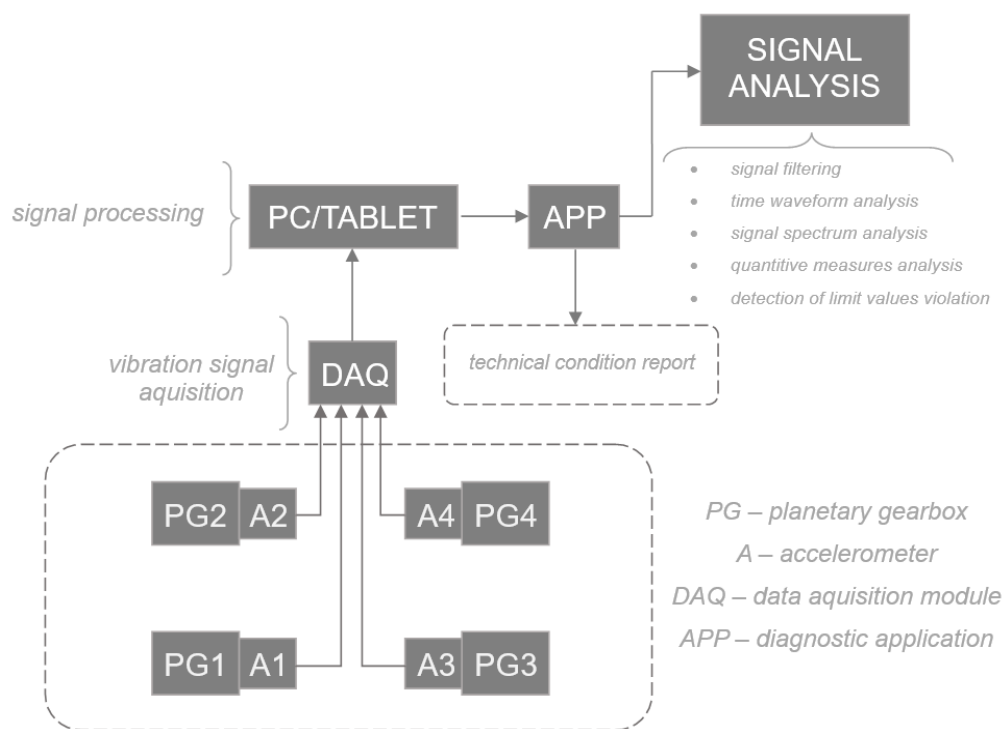 SIGNAL
ANALYSIS
signal filtering
time waveform analysis
signal spectrum analysis
quantitive measures analysis
detection of limit values violation
signal processing
PC/TABLET
APP
technical condition report
vibration signal
aquisition
DAQ
PG2
A2
A4
PG4
PG1
A1
A3
PG3
PG – planetary gearbox
A – accelerometer
DAQ – data aquisition module
APP – diagnostic application